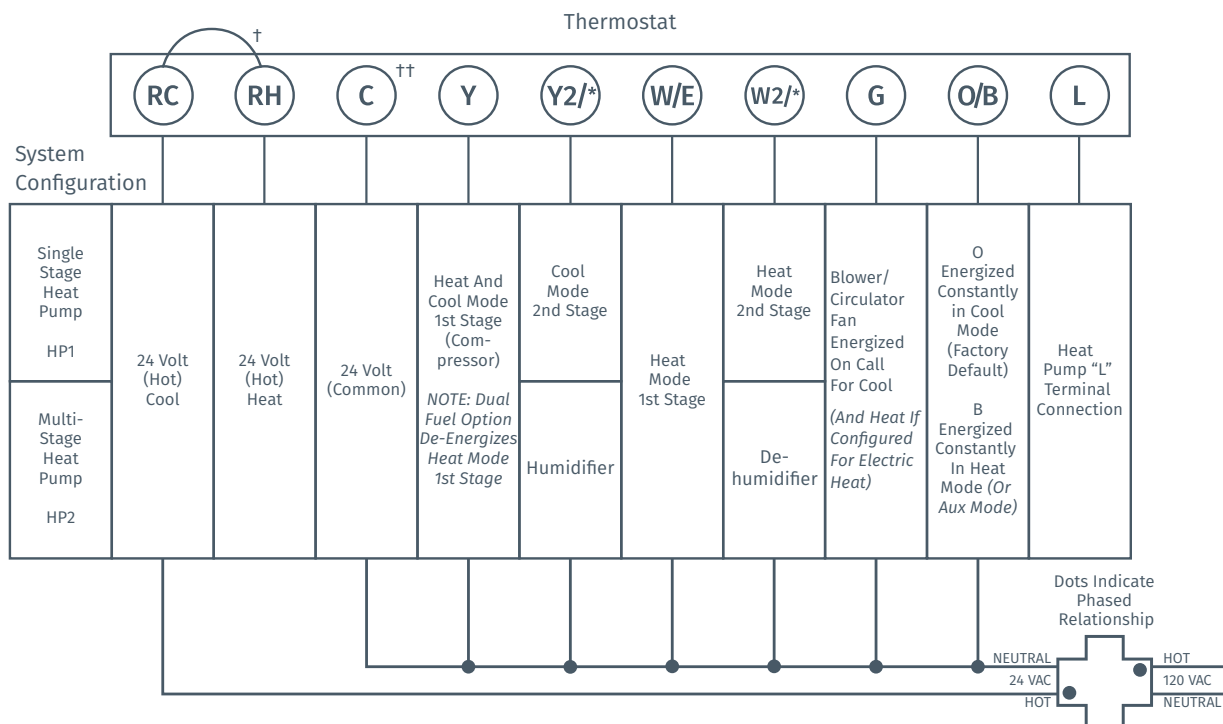 Thermostat
†
††
RC
RH
C
Y
Y2/*
W/E
W2/*
G
O/B
L
System
Configuration
Single
Stage
Heat
Pump
HP1
Multi-
Stage
Heat
Pump
HP2
24 Volt
(Hot)
Cool
24 Volt
(Hot)
Heat
24 Volt
(Common)
Heat And
Cool Mode
1st Stage
(Com-
pressor)
NOTE: Dual
Fuel Option
De-Energizes
Heat Mode
1st Stage
Cool
Mode
2nd Stage
Humidifier
Heat
Mode
1st Stage
Heat
Mode
2nd Stage
De-
humidifier
Blower/
Circulator
Fan
Energized
On Call
For Cool
(And Heat If
Configured
For Electric
Heat)
O
Energized
Constantly
in Cool
Mode
(Factory
Default)
B
Energized
Constantly
In Heat
Mode (Or
Aux Mode)
Heat
Pump “L”
Terminal
Connection
Dots Indicate
Phased
Relationship
NEUTRAL
24 VAC
HOT
HOT
120 VAC
NEUTRAL